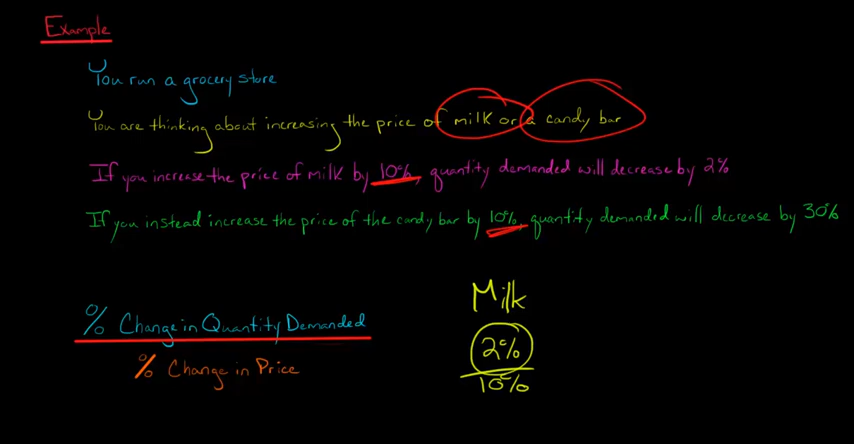 Example
You run a grocery store
You are thinking about increasing the price of milk or a candy bar
If you increase the price of milk by 10%, quantity demanded will decrease by 2%
If you instead increase the price of the candy bar by 10%, quantity demanded will decrease by 30%
% Change in Quantity Demanded
% Change in Price
Milk
2%
10%